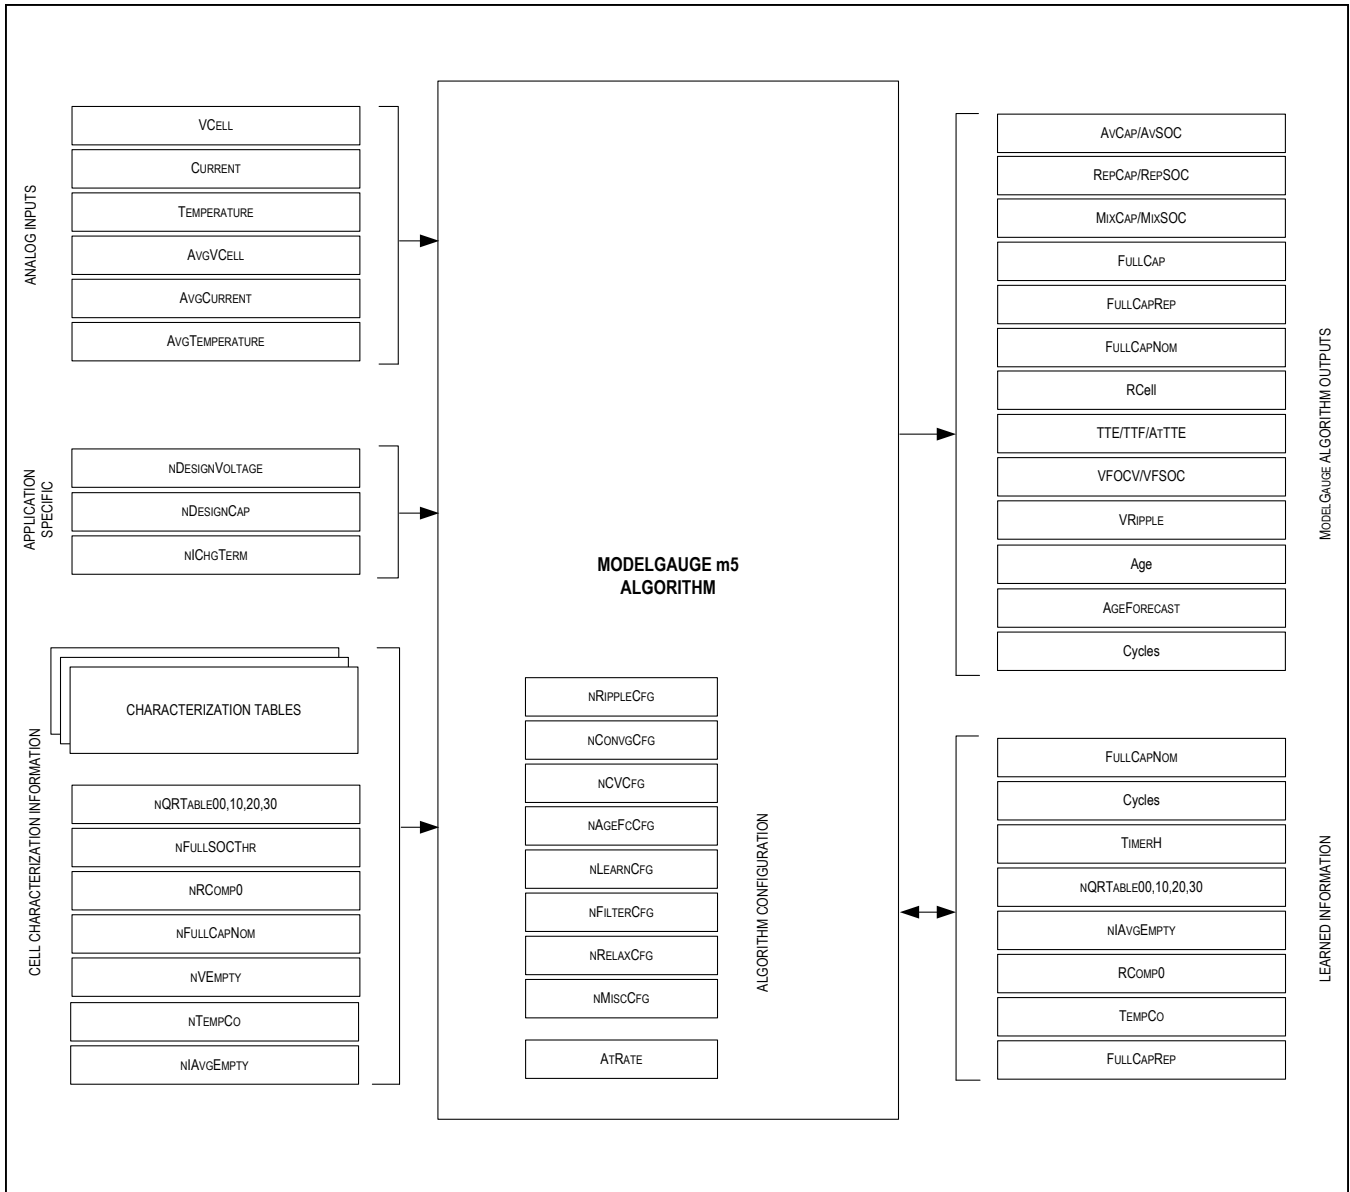 ANALOG INPUTS
VCELL
CURRENT
TEMPERATURE
AVGVCELL
AVGCURRENT
AVGTEMPERATURE
APPLICATION
SPECIFIC
NDESIGNVOLTAGE
NDESIGNCAP
NICHGTERM
CELL CHARACTERIZATION INFORMATION
CHARACTERIZATION TABLES
NQRTABLE00,10,20,30
NFULLSOCTHR
NRCOMP0
NFULLCAPNOM
NVEMPTY
NTEMPCO
NIAVGEMPTY
MODELGAUGE m5
ALGORITHM
NRIPPLECFG
NCONVGCFG
NCVCFG
NAGEFCCFG
NLEARNCFG
NFILTERCFG
NRELAXCFG
NMISCCFG
ATRATE
ALGORITHM CONFIGURATION
AVCAP/AVSOC
REPCAP/REPSOC
MIXCAP/MIXSOC
FULLCAP
FULLCAPREP
FULLCAPNOM
RCell
TTE/TTF/ATTTE
VFOCV/VFSOC
VRIPPLE
Age
AGEFORECAST
Cycles
MODELGAUGE ALGORITHM OUTPUTS
FULLCAPNOM
Cycles
TIMERH
NQRTABLE00,10,20,30
NIAVGEMPTY
RCOMP0
TEMPCO
FULLCAPREP
LEARNED INFORMATION